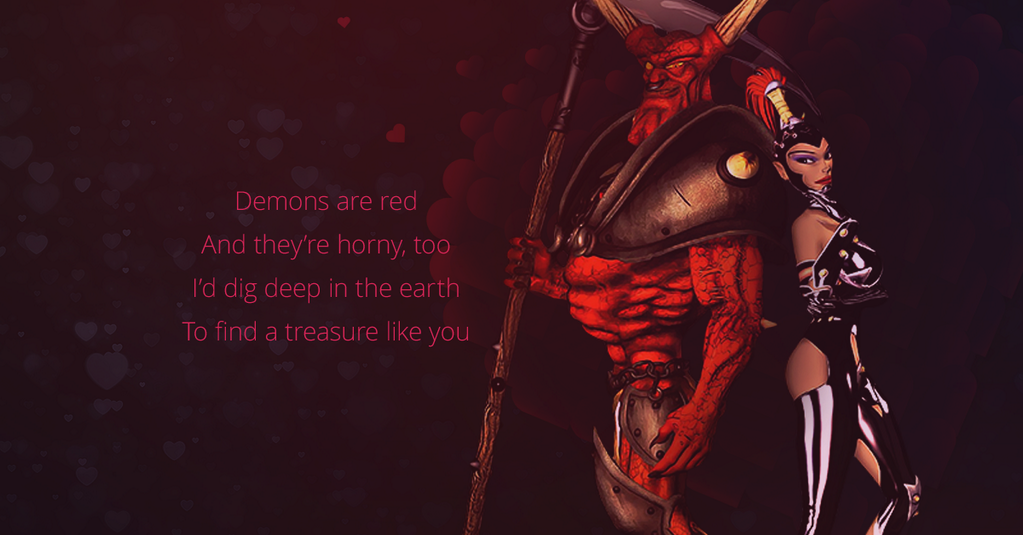 Demons are red
And they’re horny, too
I’d dig deep in the earth
To find a treasure like you